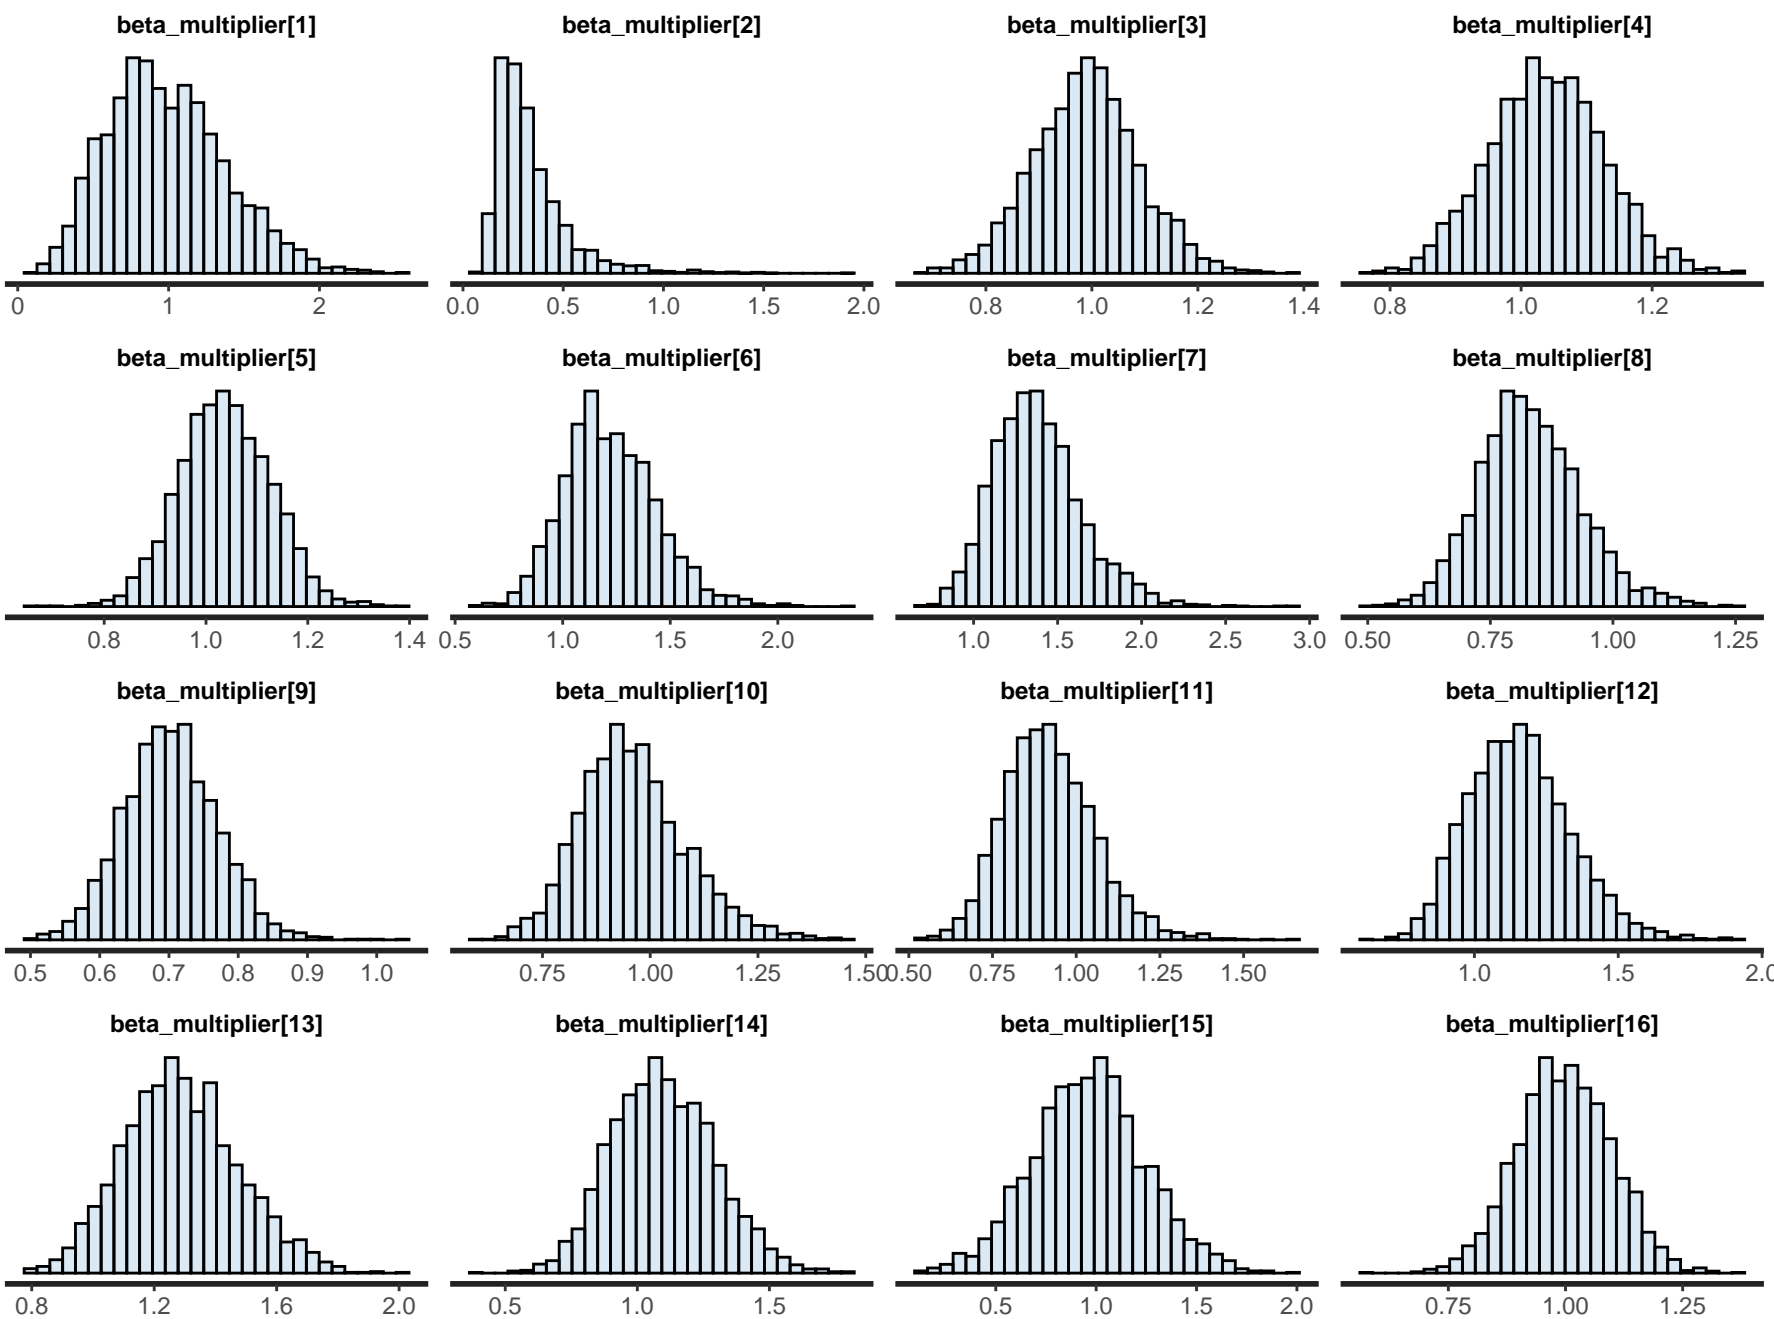 beta_multiplier[1] beta_multiplier[2] beta_multiplier[3] beta_multiplier[4]
0 1 2 0.0 0.5 1.0 1.5 2.0 0.8 1.0 1.2 1.4 0.8 1.0 1.2
beta_multiplier[5] beta_multiplier[6] beta_multiplier[7] beta_multiplier[8]
0.8 1.0 1.2 1.4 0.5 1.0 1.5 2.0 1.0 1.5 2.0 2.5 3.0 0.50 0.75 1.00 1.25
beta_multiplier[9] beta_multiplier[10] beta_multiplier[11] beta_multiplier[12]
0.5 0.6 0.7 0.8 0.9 1.0 0.75 1.00 1.25 1.50 0.50 0.75 1.00 1.25 1.50 1.0 1.5 2.0
beta_multiplier[13] beta_multiplier[14] beta_multiplier[15] beta_multiplier[16]
0.8 1.2 1.6 2.0 0.5 1.0 1.5 0.5 1.0 1.5 2.0 0.75 1.00 1.25